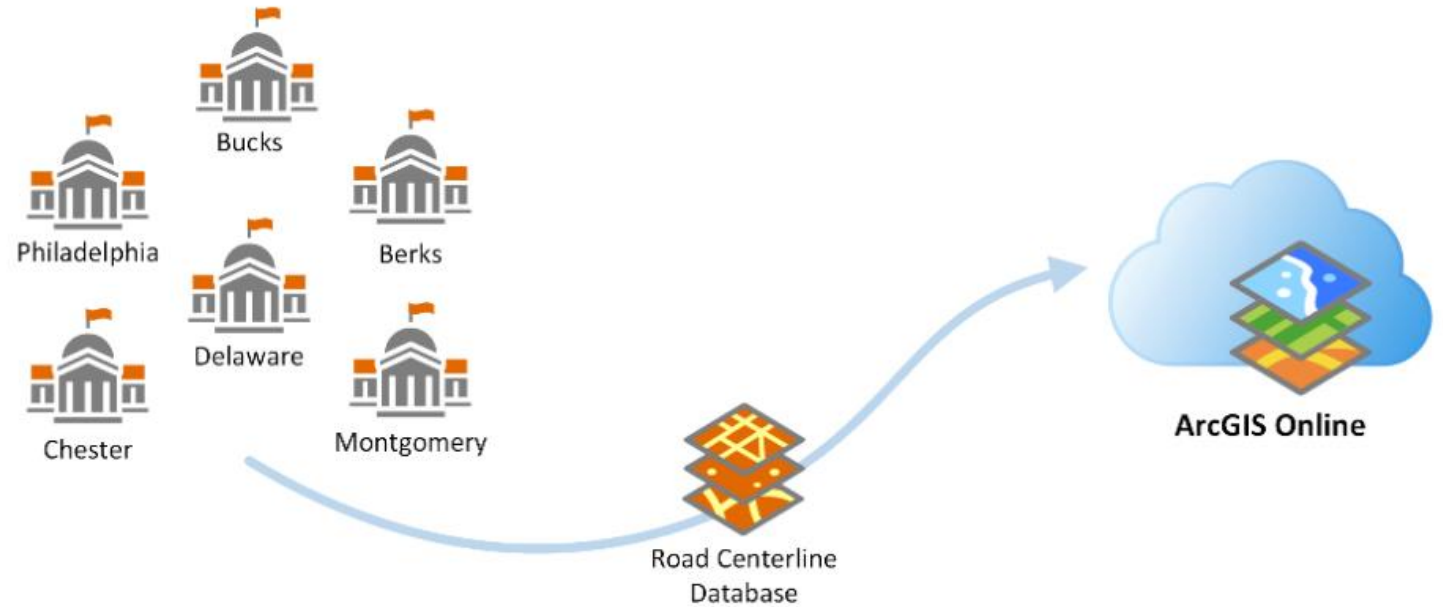 Bucks
Philadelphia
Berks
Delaware
Chester
Montgomery
ArcGIS Online
Road Centerline
Database